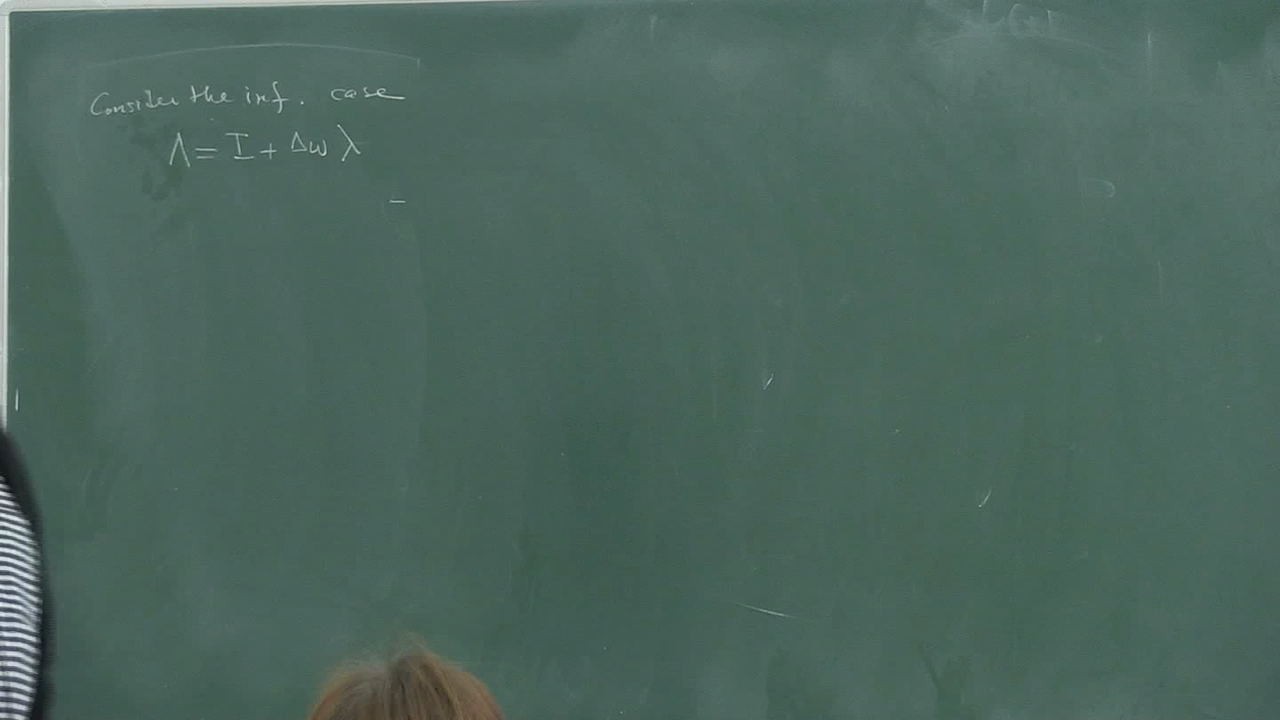 Consider the inf. case
Λ = I + Δω λ